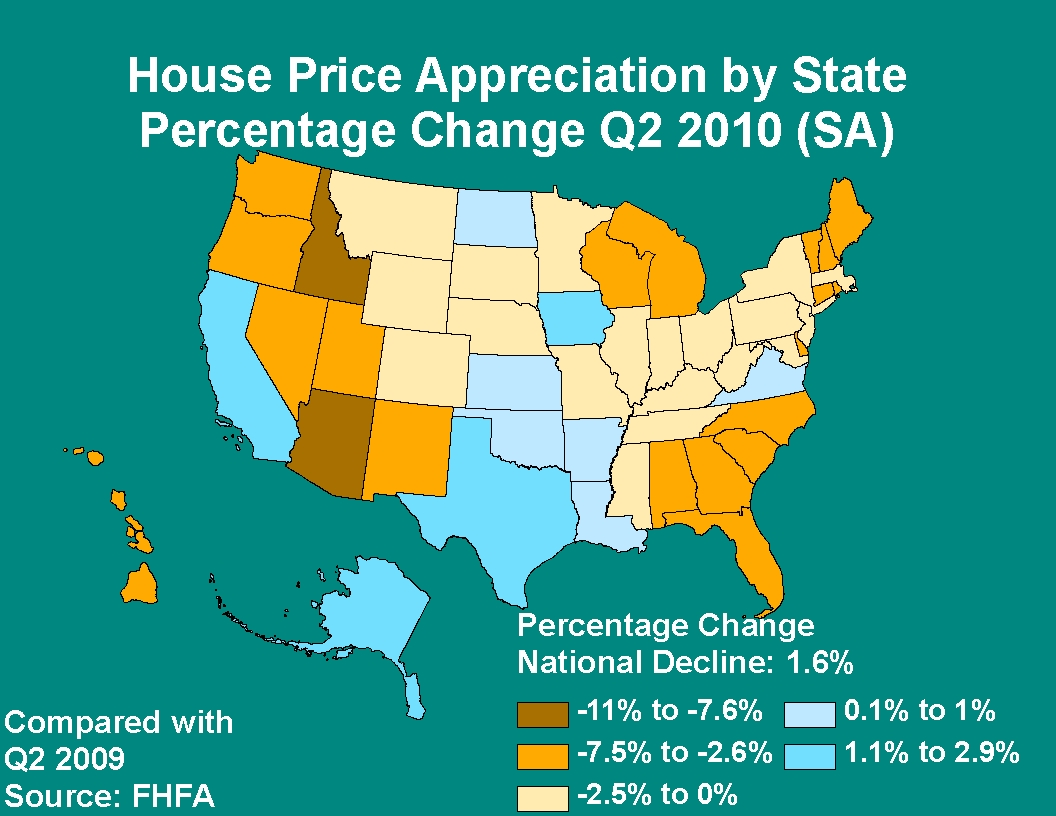 House Price Appreciation by State
Percentage Change Q2 2010 (SA)
Percentage Change
National Decline: 1.6%
-11% to -7.6%
0.1% to 1%
-7.5% to -2.6%
1.1% to 2.9%
-2.5% to 0%
Compared with
Q2 2009
Source: FHFA